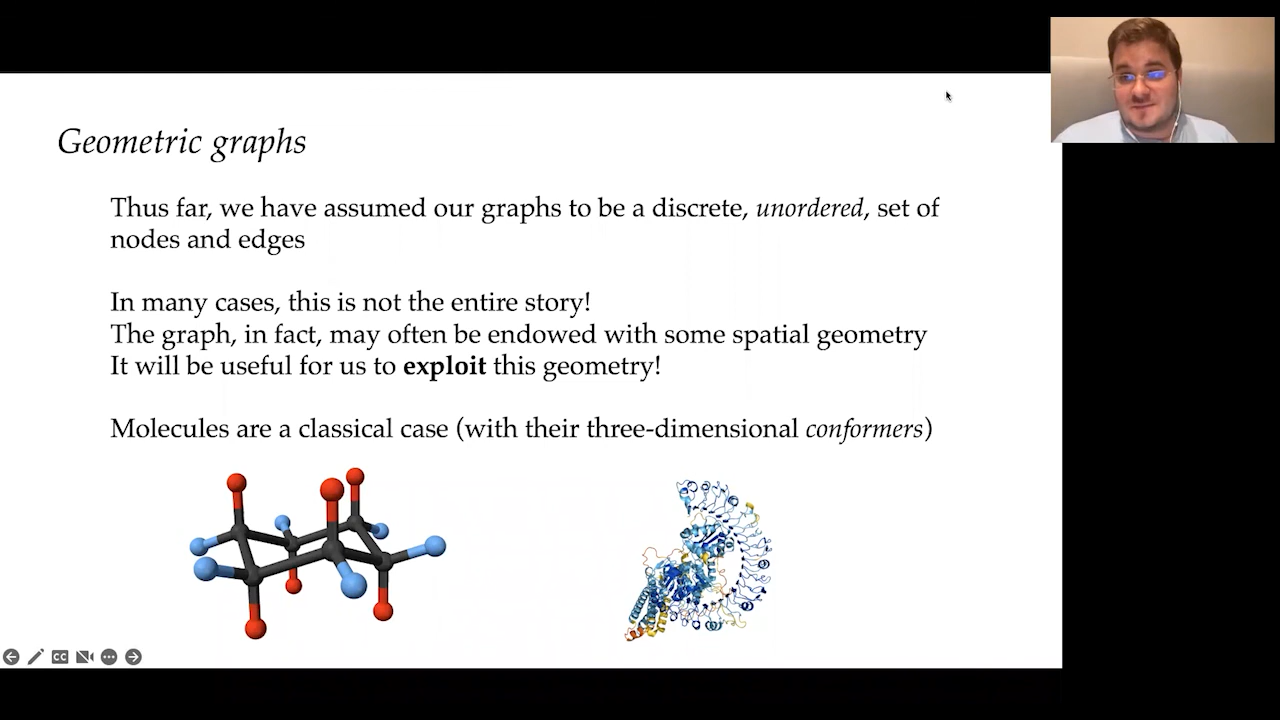 Geometric graphs
Thus far, we have assumed our graphs to be a discrete, unordered, set of
nodes and edges
In many cases, this is not the entire story!
The graph, in fact, may often be endowed with some spatial geometry
It will be useful for us to exploit this geometry!
Molecules are a classical case (with their three-dimensional conformers)
CC